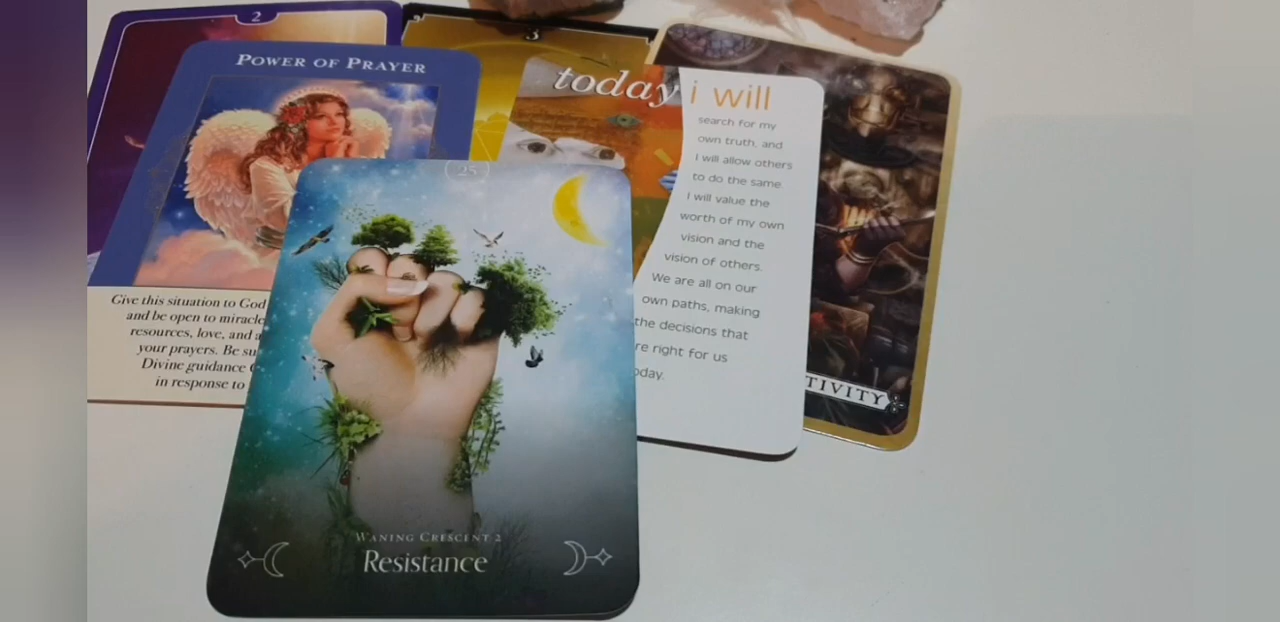 2
POWER OF PRAYER
Give this situation to God
and be open to miracle
resources, love, and a
your prayers. Be su
Divine guidance
in response to
3
today i will
search for my
own truth, and
i will allow others
to do the same.
I will value the
worth of my own
vision and the
vision of others.
We are all on our
own paths, making
the decisions that
re right for us
oday.
TIVITY
25
WANING CRESCENT 2
Resistance